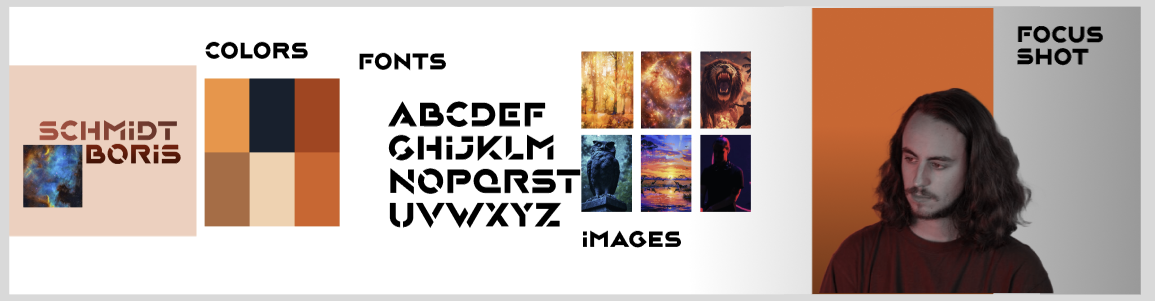 SCHMiDT
BORiS
COLORS
FONTS
ABCDEF
GHiJKLM
NOPQRST
UVWXYZ
iMAGES
FOCUS
SHOT